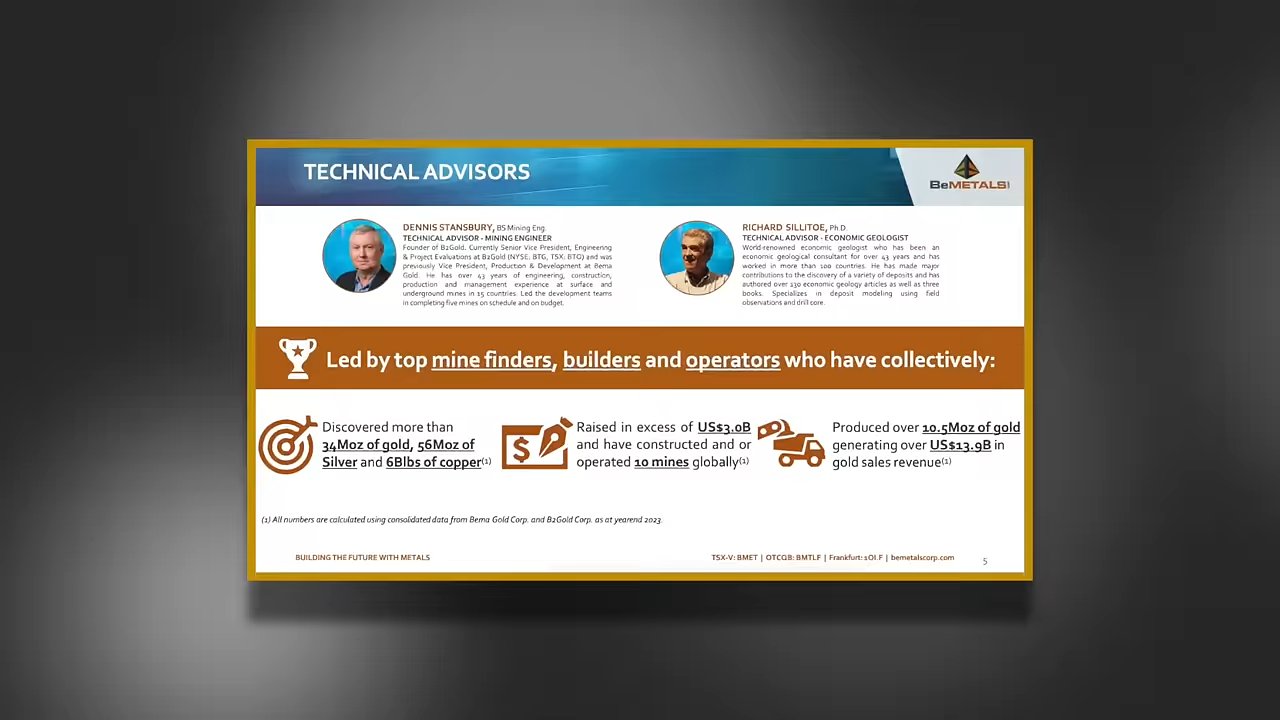 TECHNICAL ADVISORS
BeMETALS
DENNIS STANSBURY, BS Mining Eng.
TECHNICAL ADVISOR - MINING ENGINEER
Founder of B2Gold. Currently Senior Vice President, Engineering
& Project Evaluations at B2Gold (NYSE: BTG, TSX: BTO) and was
previously Vice President, Production & Development at Bema
Gold. He has over 43 years of engineering, construction,
production and management experience at surface and
underground mines in 15 countries. Led the development teams
in completing five mines on schedule and on budget.
RICHARD SILLITOE, Ph.D.
TECHNICAL ADVISOR - ECONOMIC GEOLOGIST
World-renowned economic geologist who has been an
economic geological consultant for over 43 years and has
worked in more than 100 countries. He has made major
contributions to the discovery of a variety of deposits and has
authored over 130 economic geology articles as well as three
books. Specializes in deposit modeling using field
observations and drill core.
Led by top mine finders, builders and operators who have collectively:
Discovered more than
34Moz of gold, 56Moz of
Silver and 6Blbs of copper(1)
Raised in excess of US$3.0B
and have constructed and or
operated 10 mines globally(1)
Produced over 10.5Moz of gold
generating over US$13.9B in
gold sales revenue(1)
(1) All numbers are calculated using consolidated data from Bema Gold Corp. and B2Gold Corp. as at yearend 2023.
BUILDING THE FUTURE WITH METALS
TSX-V: BMET | OTCQB: BMTLF | Frankfurt: 1OI.F | bemetalscorp.com
5